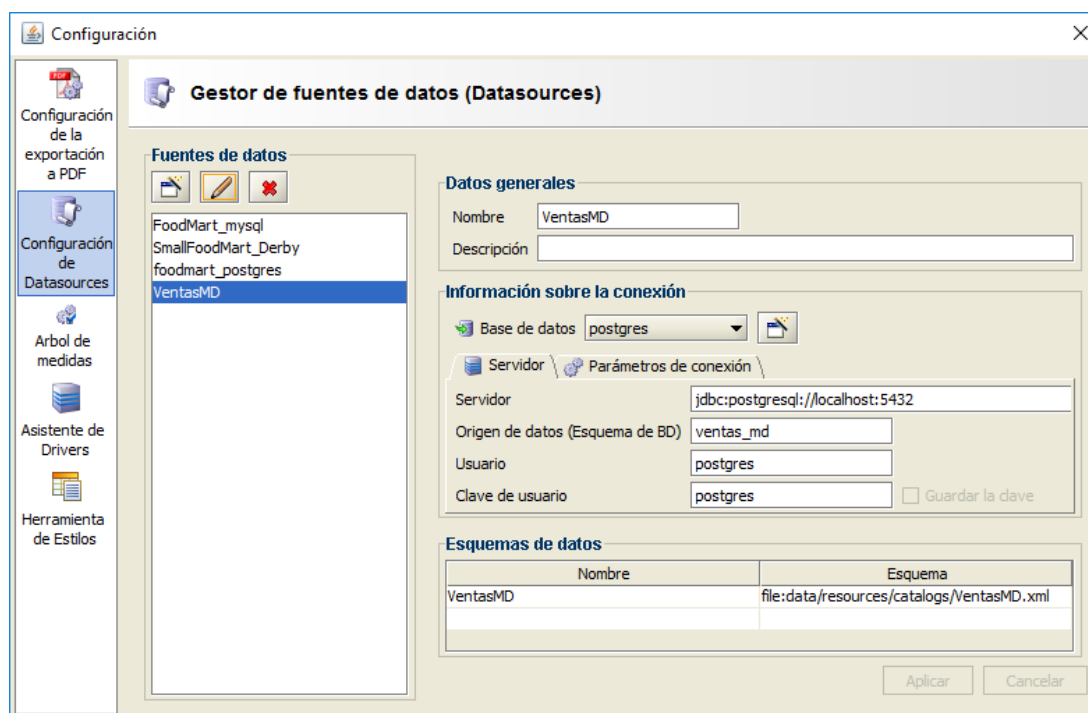 Configuración
Configuración
de la
exportación
a PDF
Configuración
de
Datasources
Arbol de
medidas
Asistente de
Drivers
Herramienta
de Estilos
Gestor de fuentes de datos (Datasources)
Fuentes de datos
FoodMart_mysql
SmallFoodMart_Derby
foodmart_postgres
VentasMD
Datos generales
Nombre VentasMD
Descripción
Información sobre la conexión
Base de datos postgres
Servidor Parámetros de conexión
Servidor jdbc:postgresql://localhost:5432
Origen de datos (Esquema de BD) ventas_md
Usuario postgres
Clave de usuario postgres Guardar la clave
Esquemas de datos
Nombre Esquema
VentasMD file:data/resources/catalogs/VentasMD.xml
Aplicar Cancelar